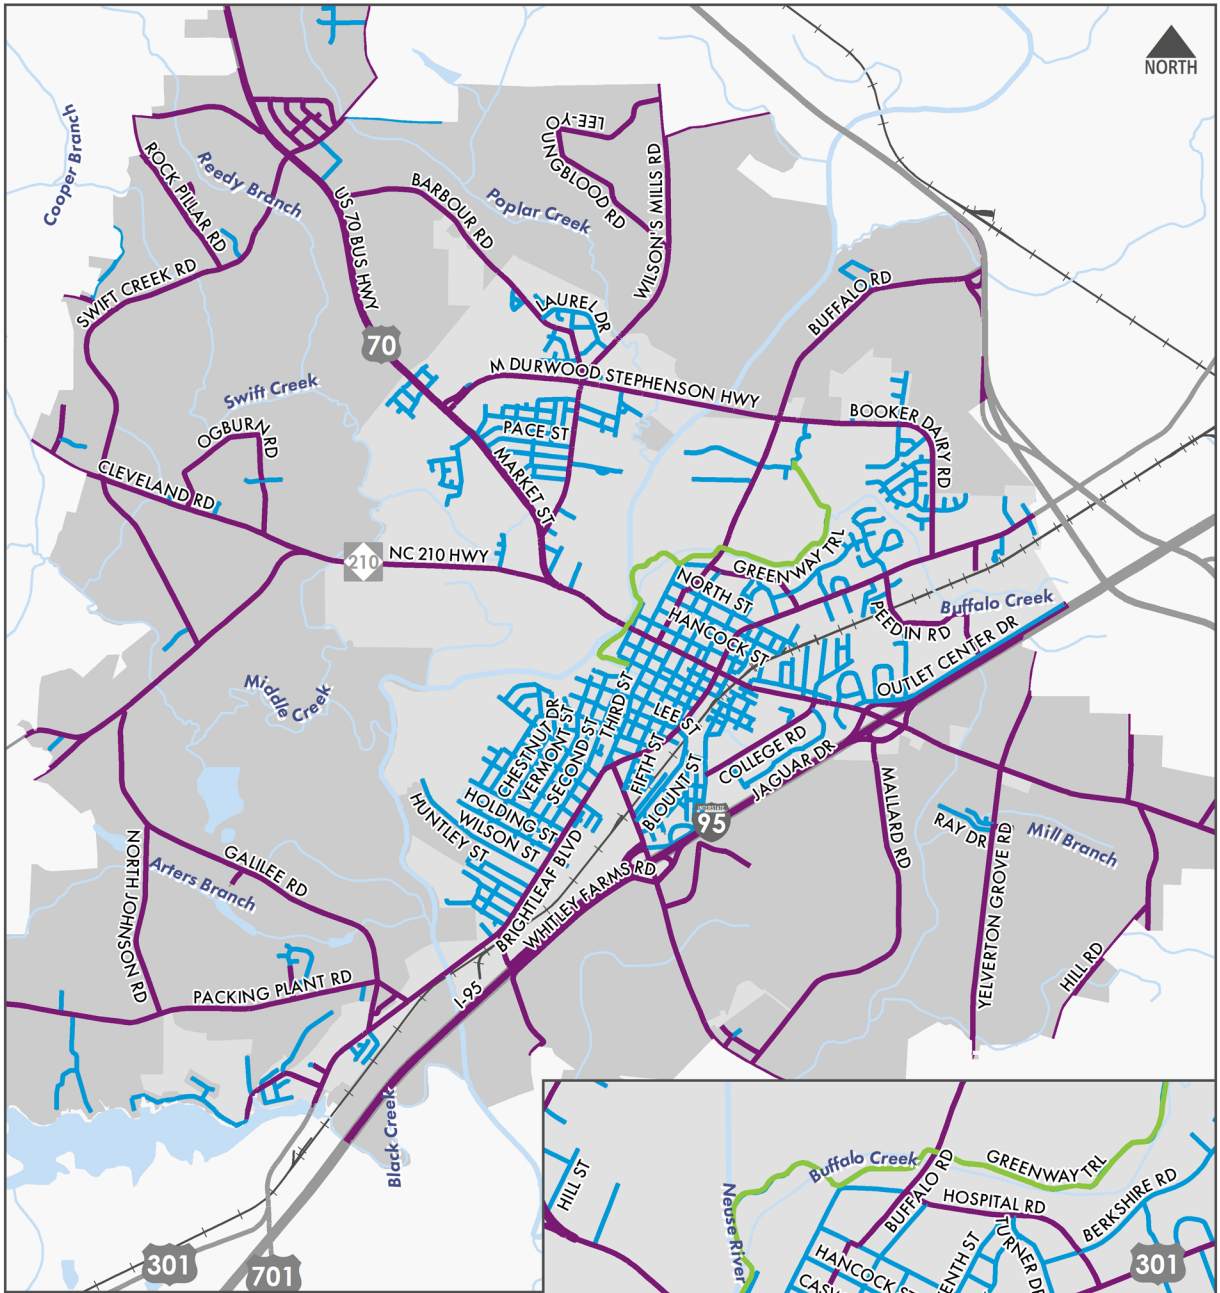 NORTH
Cooper Branch
ROCK PILLAR RD
Reedy Branch
US 70 BUS HWY
BARBOUR RD
Poplar Creek
LEE-YOUNGBLOOD RD
WILSON'S MILLS RD
SWIFT CREEK RD
70
LAUREL DR
BUFFALO RD
M DURWOOD STEPHENSON HWY
Swift Creek
OGBURN RD
PACE ST
BOOKER DAIRY RD
CLEVELAND RD
MARKET ST
210
NC 210 HWY
GREENWAY TRL
NORTH ST
HANCOCK ST
PEEDIN RD
Buffalo Creek
OUTLET CENTER DR
Middle Creek
CHESTNUT DR
VERMONT ST
SECOND ST
THIRD ST
LEE ST
FIFTH ST
BLOUNT ST
COLLEGE RD
JAGUAR DR
HOLDING ST
WILSON ST
HUNTLEY ST
BRIGHTLEAF BLVD
WHITLEY FARMS RD
95
MALLARD RD
RAY DR
YELVERTON GROVE RD
Mill Branch
HILL RD
NORTH JOHNSON RD
GALILEE RD
Arters Branch
PACKING PLANT RD
I-95
Black Creek
301
701
HILL ST
Neuse River
Buffalo Creek
BUFFALO RD
GREENWAY TRL
HOSPITAL RD
BERKSHIRE RD
TURNER DR
ENTH ST
HANCOCK ST
301